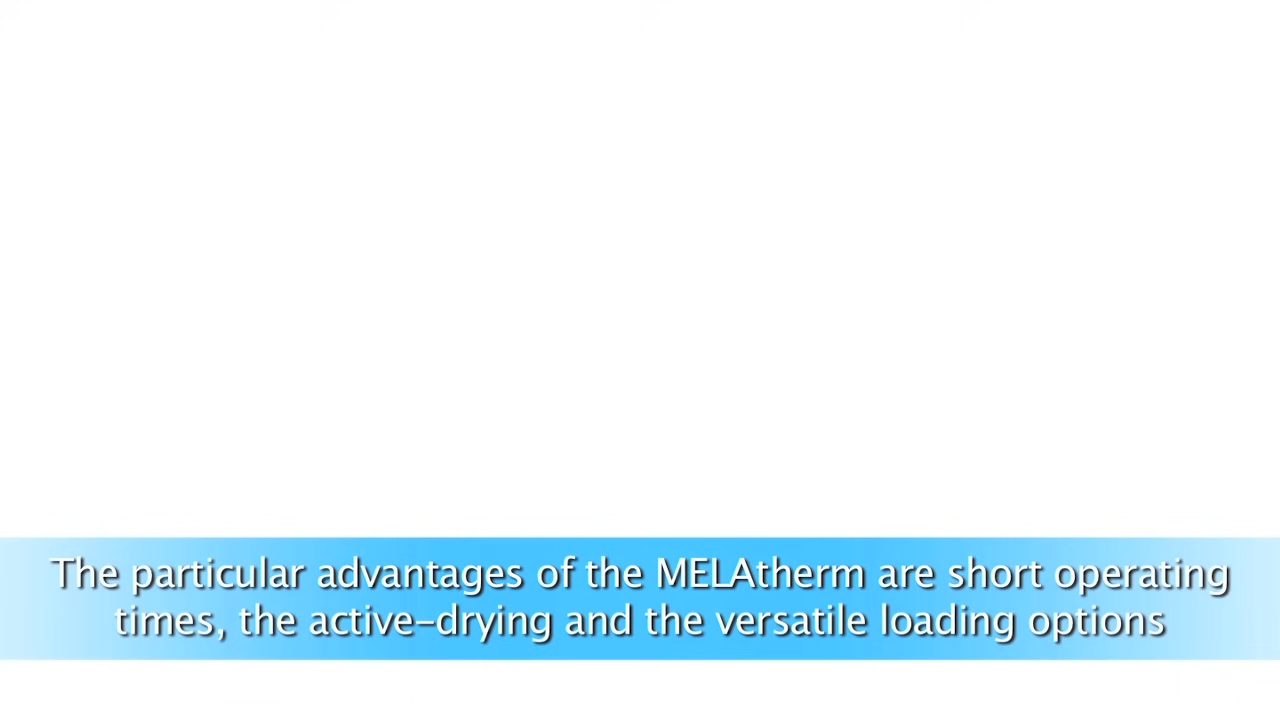 The particular advantages of the MELAtherm are short operating
times, the active-drying and the versatile loading options